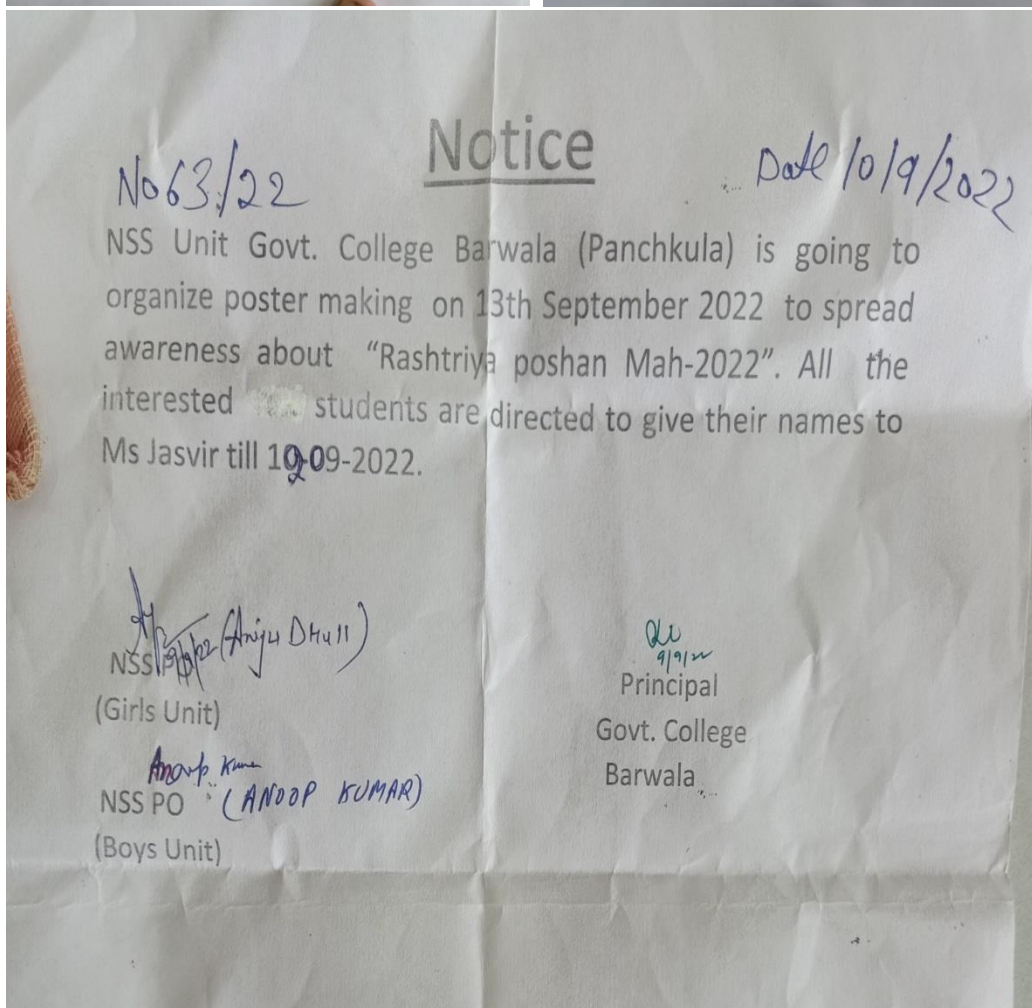 Notice
No 63/22
Date 10/9/2022
NSS Unit Govt. College Barwala (Panchkula) is going to
organize poster making on 13th September 2022 to spread
awareness about “Rashtriya poshan Mah-2022”. All the
interested students are directed to give their names to
Ms Jasvir till 12-09-2022.
(Anju Dhull)
NSS
(Girls Unit)
Anoop Kumar
NSS PO (ANOOP KUMAR)
(Boys Unit)
9/9/22
Principal
Govt. College
Barwala